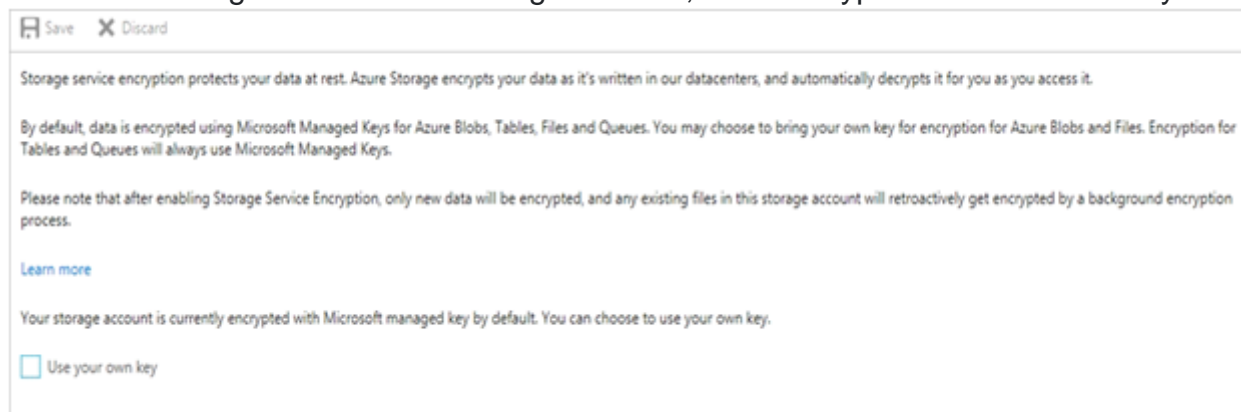 Save Discard
Storage service encryption protects your data at rest. Azure Storage encrypts your data as it's written in our datacenters, and automatically decrypts it for you as you access it.
By default, data is encrypted using Microsoft Managed Keys for Azure Blobs, Tables, Files and Queues. You may choose to bring your own key for encryption for Azure Blobs and Files. Encryption for
Tables and Queues will always use Microsoft Managed Keys.
Please note that after enabling Storage Service Encryption, only new data will be encrypted, and any existing files in this storage account will retroactively get encrypted by a background encryption
process.
Learn more
Your storage account is currently encrypted with Microsoft managed key by default. You can choose to use your own key.
Use your own key